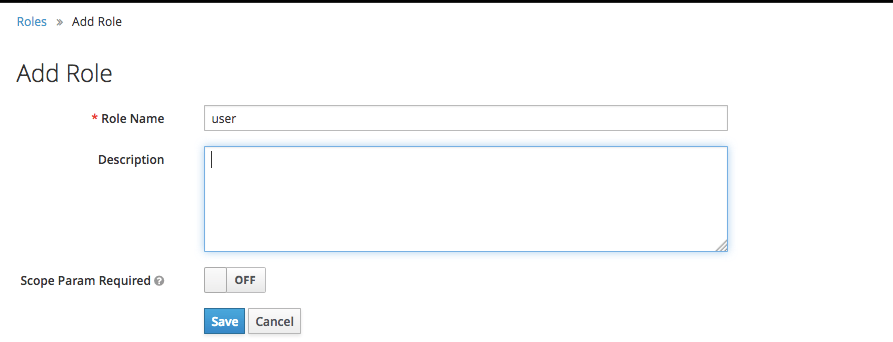 Roles » Add Role
Add Role
* Role Name user
Description
Scope Param Required ? OFF
Save Cancel